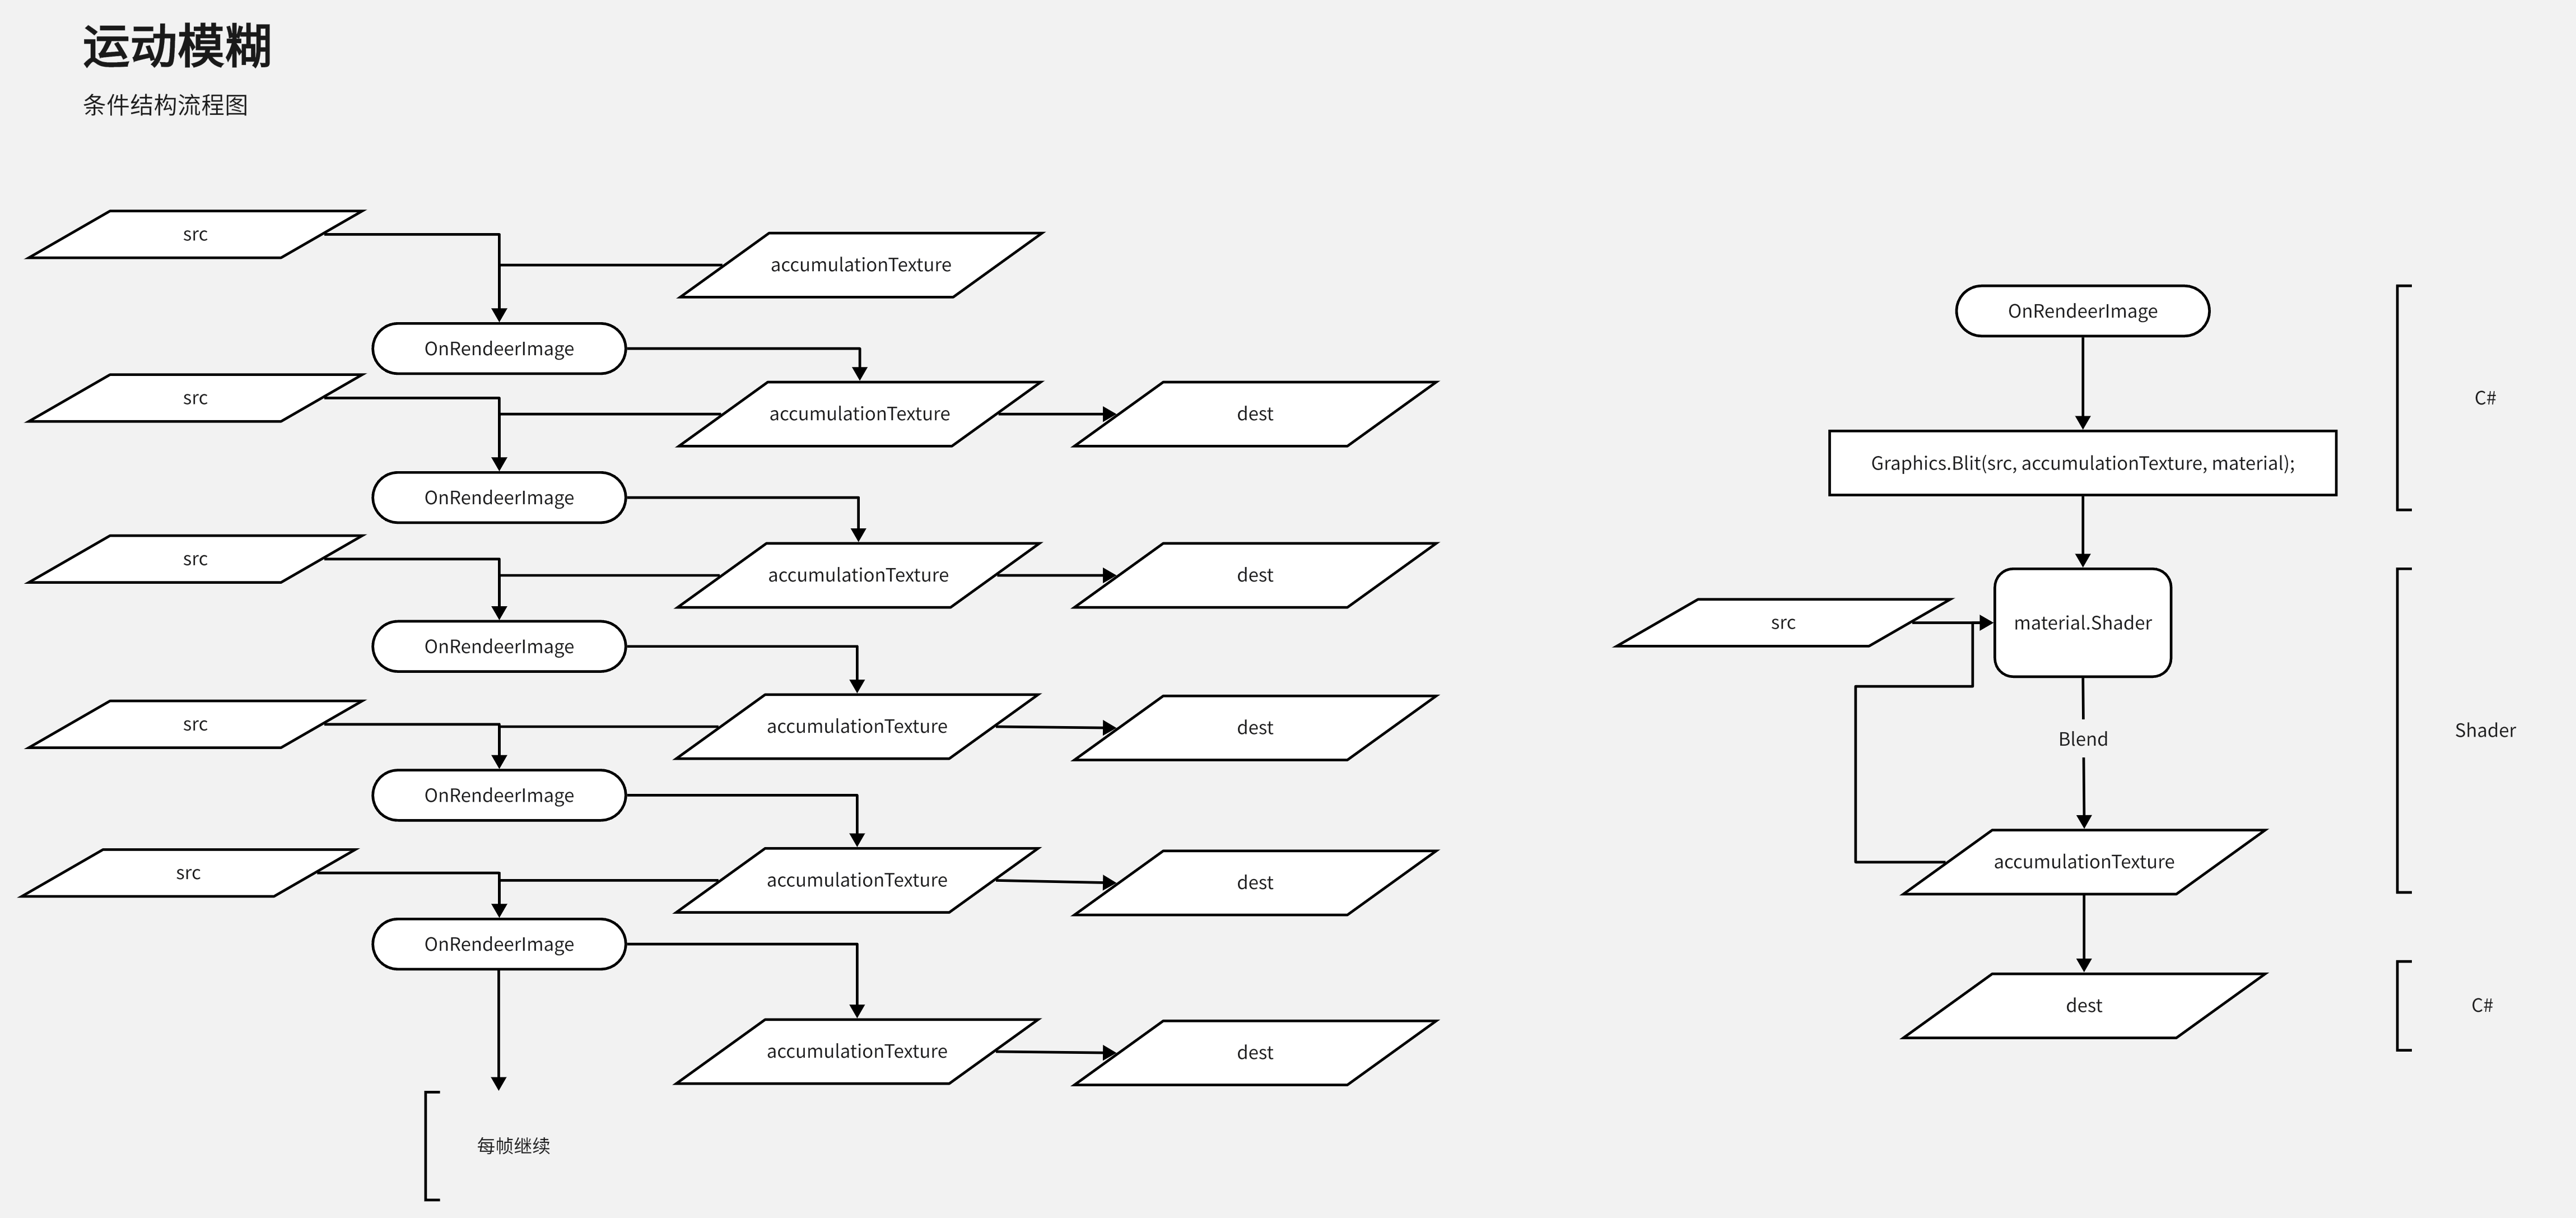 运动模糊
条件结构流程图
src
accumulationTexture
OnRendeerImage
src
accumulationTexture
dest
OnRendeerImage
src
accumulationTexture
dest
OnRendeerImage
src
accumulationTexture
dest
OnRendeerImage
src
accumulationTexture
dest
OnRendeerImage
accumulationTexture
dest
每帧继续
OnRendeerImage
Graphics.Blit(src, accumulationTexture, material);
C#
src
material.Shader
Blend
Shader
accumulationTexture
dest
C#